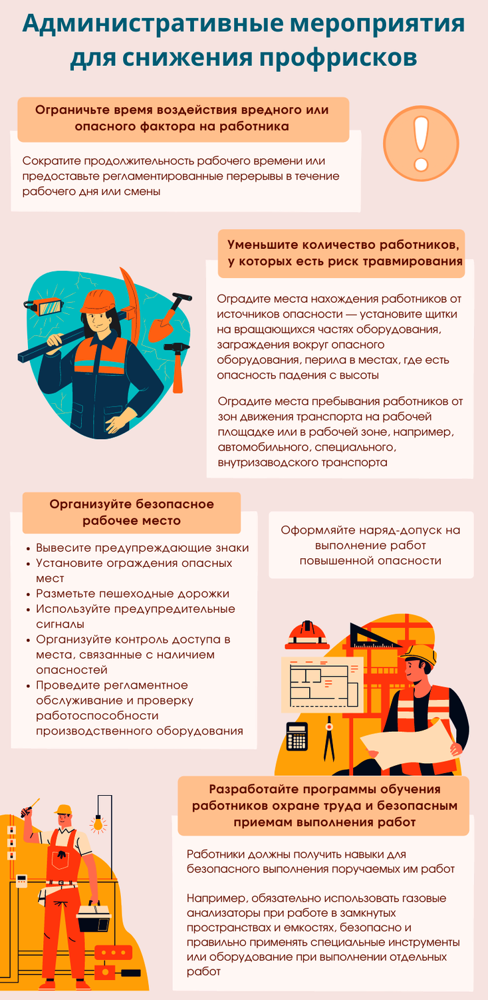 Административные мероприятия
для снижения профрисков
Ограничьте время воздействия вредного или
опасного фактора на работника
Сократите продолжительность рабочего времени или
предоставьте регламентированные перерывы в течение
рабочего дня или смены
Уменьшите количество работников,
у которых есть риск травмирования
Оградите места нахождения работников от
источников опасности — установите щитки
на вращающихся частях оборудования,
заграждения вокруг опасного
оборудования, перила в местах, где есть
опасность падения с высоты
Оградите места пребывания работников от
зон движения транспорта на рабочей
площадке или в рабочей зоне, например,
автомобильного, специального,
внутризаводского транспорта
Организуйте безопасное
рабочее место
• Вывесите предупреждающие знаки
• Установите ограждения опасных
мест
• Разметьте пешеходные дорожки
• Используйте предупредительные
сигналы
• Организуйте контроль доступа в
места, связанные с наличием
опасностей
• Проведите регламентное
обслуживание и проверку
работоспособности
производственного оборудования
Оформляйте наряд-допуск на
выполнение работ
повышенной опасности
Разработайте программы обучения
работников охране труда и безопасным
приемам выполнения работ
Работники должны получить навыки для
безопасного выполнения поручаемых им работ
Например, обязательно использовать газовые
анализаторы при работе в замкнутых
пространствах и емкостях, безопасно и
правильно применять специальные инструменты
или оборудование при выполнении отдельных
работ